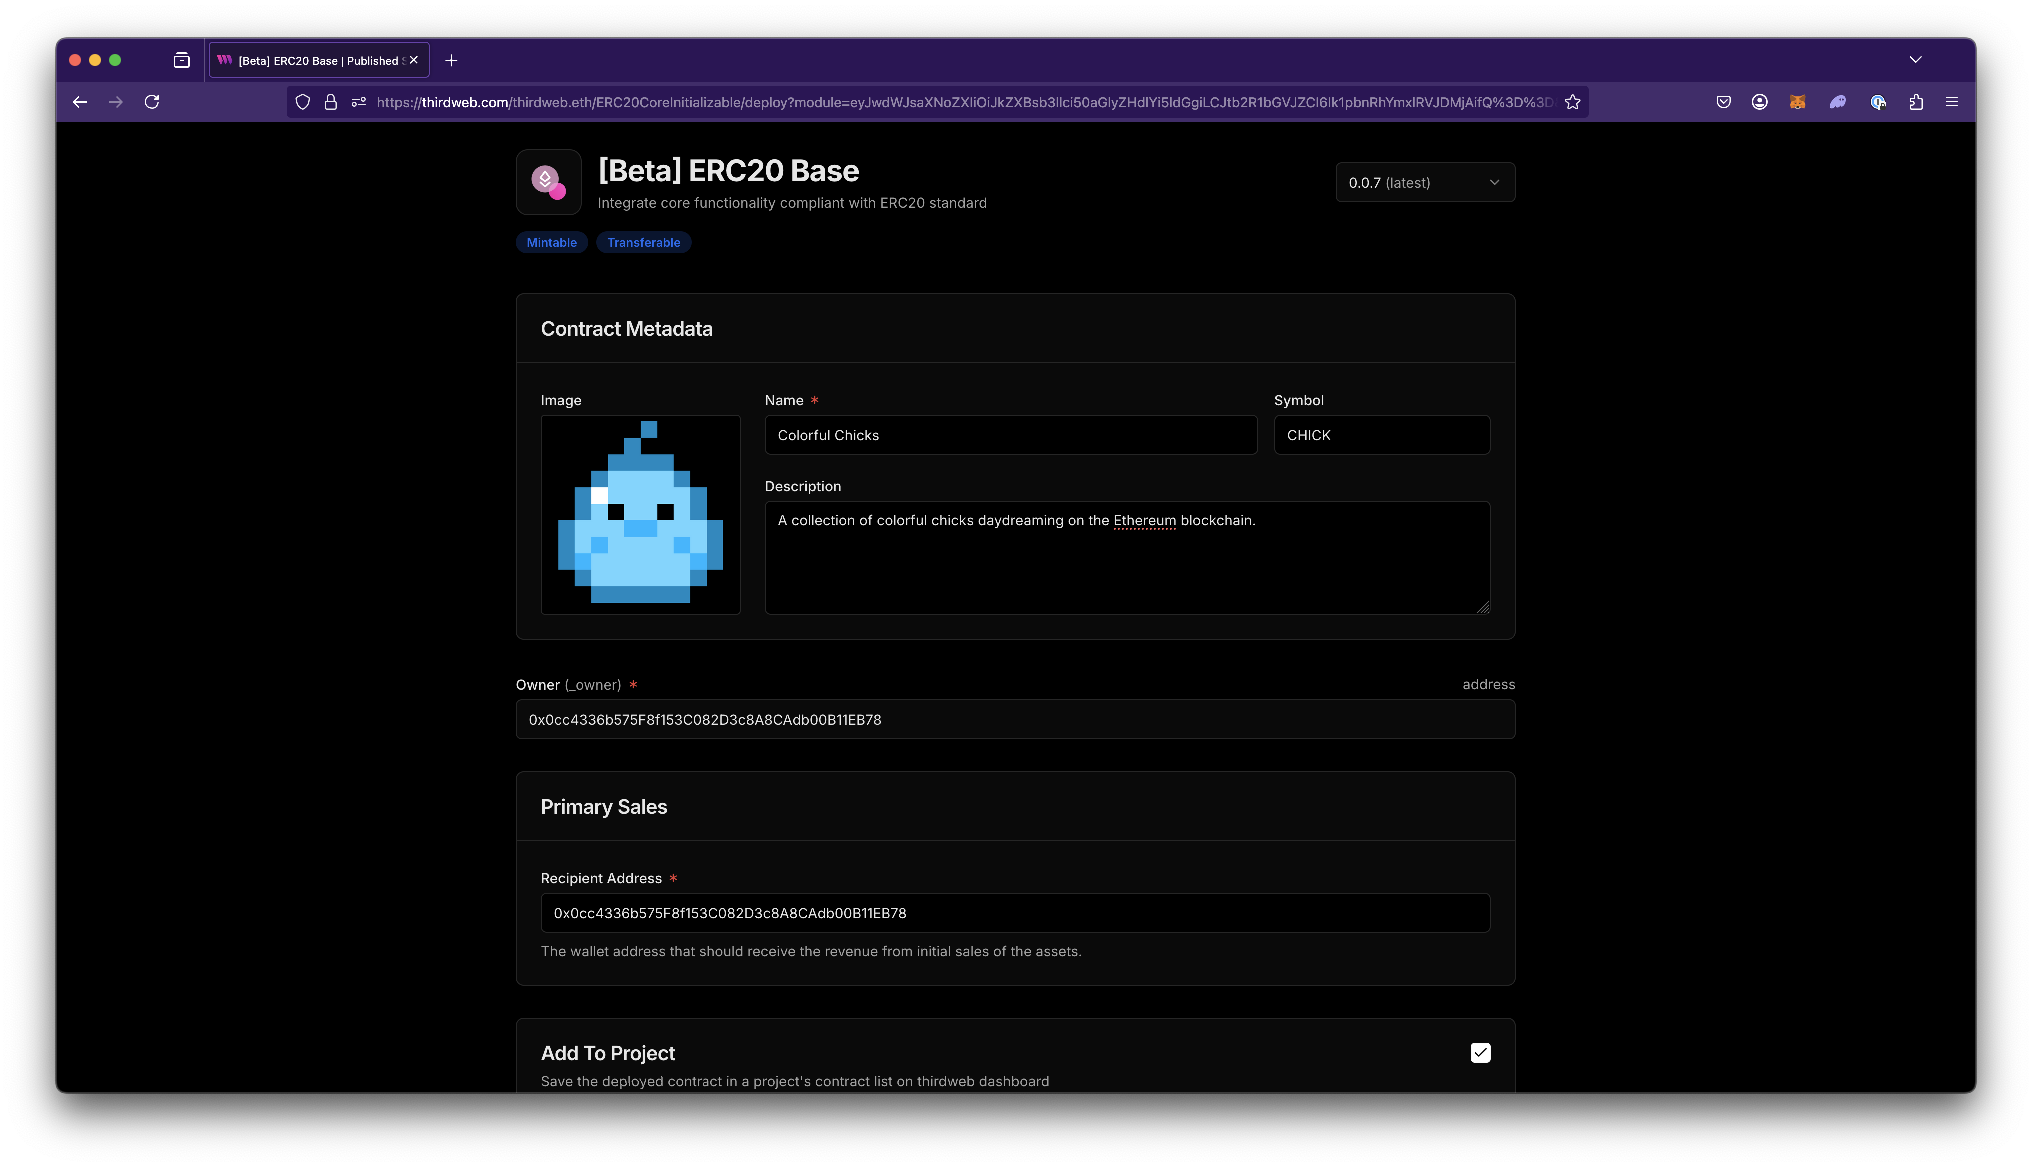 [Beta] ERC20 Base | Published
https://thirdweb.com/thirdweb.eth/ERC20CoreInitializable/deploy?module=
[Beta] ERC20 Base
Integrate core functionality compliant with ERC20 standard
0.0.7 (latest)
Mintable
Transferable
Contract Metadata
Image
Name *
Symbol
Colorful Chicks
CHICK
Description
A collection of colorful chicks daydreaming on the Ethereum blockchain.
Owner (_owner) *
address
0x0cc4336b575F8f153C082D3c8A8CAdb00B11EB78
Primary Sales
Recipient Address *
0x0cc4336b575F8f153C082D3c8A8CAdb00B11EB78
The wallet address that should receive the revenue from initial sales of the assets.
Add To Project
Save the deployed contract in a project's contract list on thirdweb dashboard